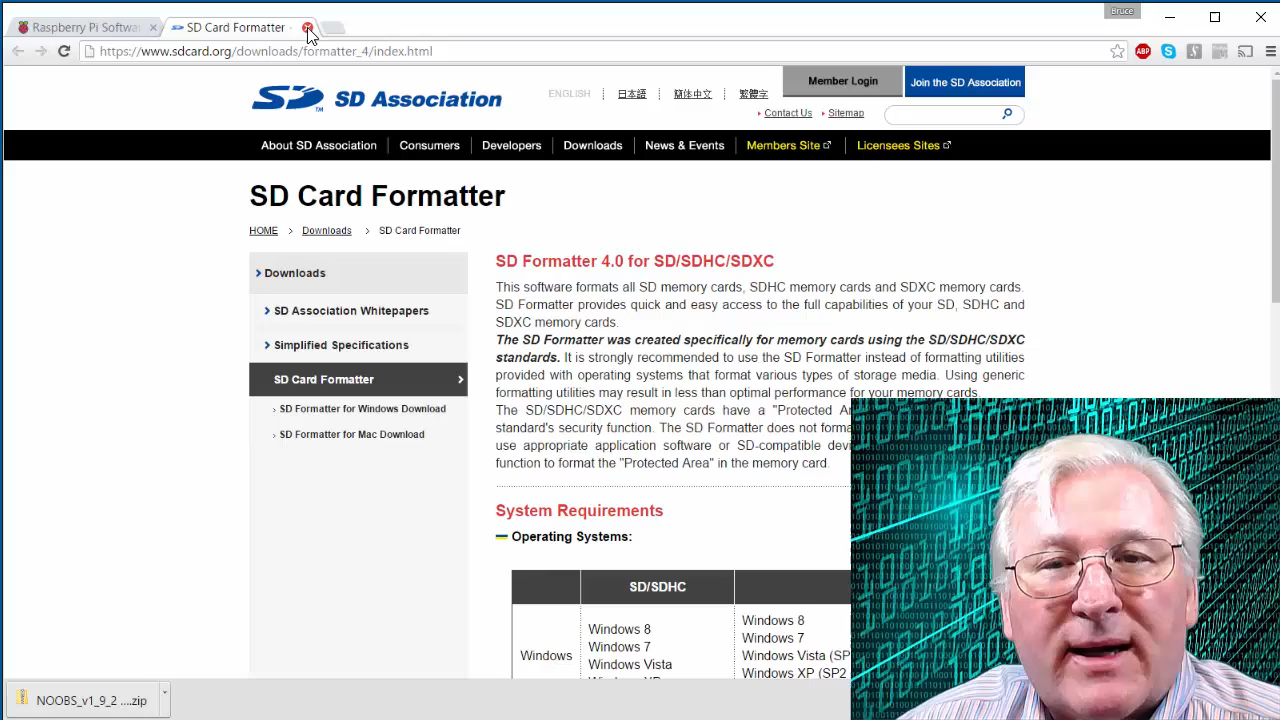 Bruce
Raspberry Pi Softwa
SD Card Formatter -
https://www.sdcard.org/downloads/formatter_4/index.html
ABP
SD Association
ENGLISH
日本語
简体中文
繁體字
Member Login
Join the SD Association
Contact Us
Sitemap
About SD Association
Consumers
Developers
Downloads
News & Events
Members Site
Licensees Sites
SD Card Formatter
HOME > Downloads > SD Card Formatter
Downloads
SD Association Whitepapers
Simplified Specifications
SD Card Formatter
SD Formatter for Windows Download
SD Formatter for Mac Download
SD Formatter 4.0 for SD/SDHC/SDXC
This software formats all SD memory cards, SDHC memory cards and SDXC memory cards.
SD Formatter provides quick and easy access to the full capabilities of your SD, SDHC and
SDXC memory cards.
The SD Formatter was created specifically for memory cards using the SD/SDHC/SDXC
standards. It is strongly recommended to use the SD Formatter instead of formatting utilities
provided with operating systems that format various types of storage media. Using generic
formatting utilities may result in less than optimal performance for your memory cards.
The SD/SDHC/SDXC memory cards have a "Protected Ar
standard's security function. The SD Formatter does not forma
use appropriate application software or SD-compatible devi
function to format the "Protected Area" in the memory card.
System Requirements
Operating Systems:
SD/SDHC
Windows
Windows 8
Windows 7
Windows Vista
Windows 8
Windows 7
Windows Vista (SP
Windows XP (SP2
NOOBS_v1_9_2 ....zip